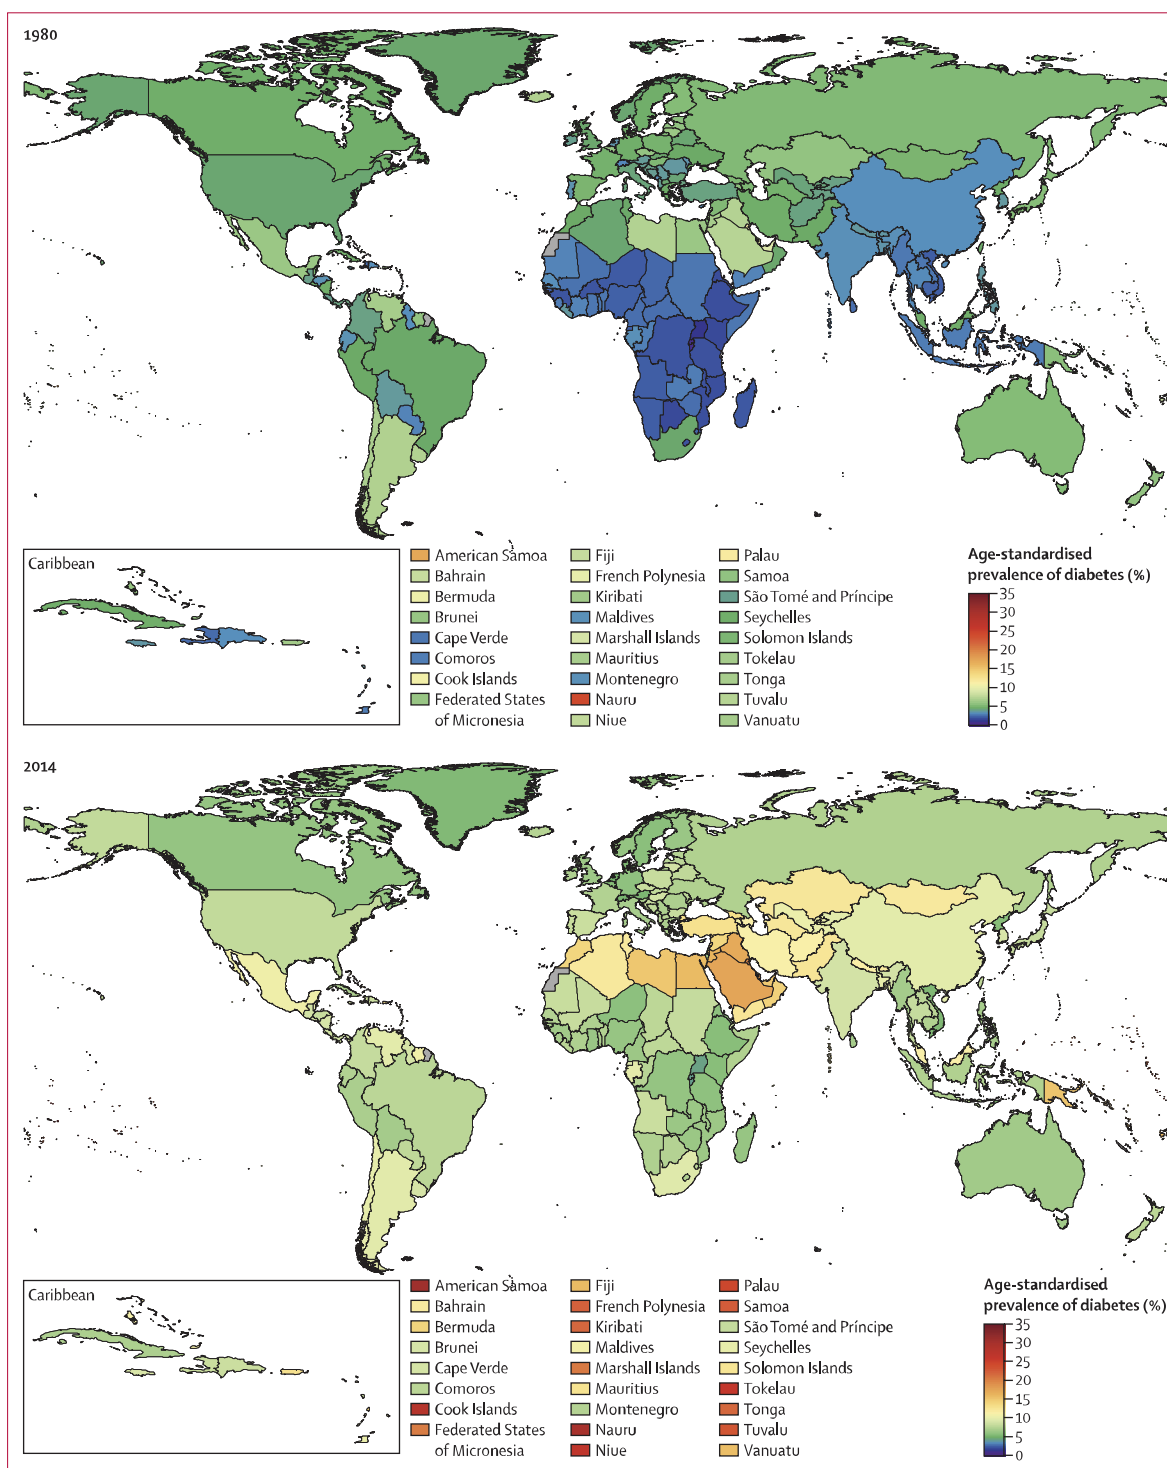 1980
Caribbean
American Samoa
Bahrain
Bermuda
Brunei
Cape Verde
Comoros
Cook Islands
Federated States
of Micronesia
Fiji
French Polynesia
Kiribati
Maldives
Marshall Islands
Mauritius
Montenegro
Nauru
Niue
Palau
Samoa
São Tomé and Príncipe
Seychelles
Solomon Islands
Tokelau
Tonga
Tuvalu
Vanuatu
Age-standardised
prevalence of diabetes (%)
35
30
25
20
15
10
5
0
2014
Caribbean
American Samoa
Bahrain
Bermuda
Brunei
Cape Verde
Comoros
Cook Islands
Federated States
of Micronesia
Fiji
French Polynesia
Kiribati
Maldives
Marshall Islands
Mauritius
Montenegro
Nauru
Niue
Palau
Samoa
São Tomé and Príncipe
Seychelles
Solomon Islands
Tokelau
Tonga
Tuvalu
Vanuatu
Age-standardised
prevalence of diabetes (%)
35
30
25
20
15
10
5
0